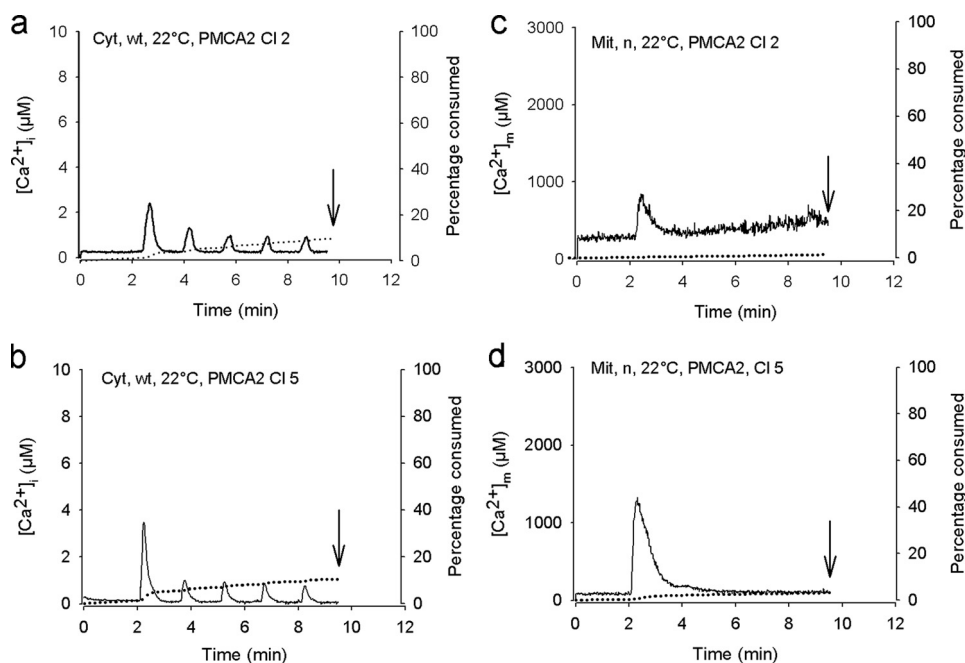 a
Cyt, wt, 22°C, PMCA2 Cl 2
10
8
6
4
2
0
[Ca2+]i (µM)
100
80
60
40
20
0
Percentage consumed
0 2 4 6 8 10 12
Time (min)
c
Mit, n, 22°C, PMCA2 Cl 2
3000
2000
1000
0
[Ca2+]m (µM)
100
80
60
40
20
0
Percentage consumed
0 2 4 6 8 10 12
Time (min)
b
Cyt, wt, 22°C, PMCA2 Cl 5
10
8
6
4
2
0
[Ca2+]i (µM)
100
80
60
40
20
0
Percentage consumed
0 2 4 6 8 10 12
Time (min)
d
Mit, n, 22°C, PMCA2, Cl 5
3000
2000
1000
0
[Ca2+]m (µM)
100
80
60
40
20
0
Percentage consumed
0 2 4 6 8 10 12
Time (min)